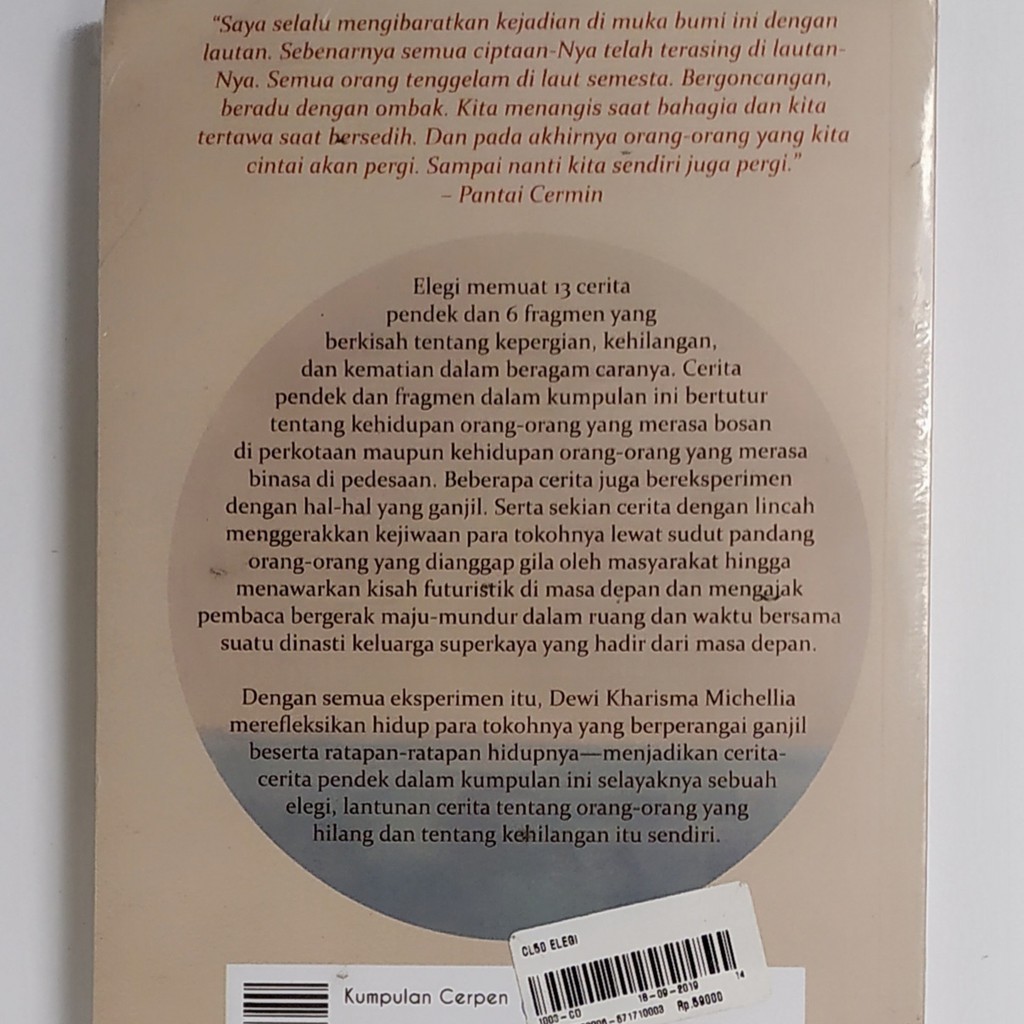 “Saya selalu mengibaratkan kejadian di muka bumi ini dengan
lautan. Sebenarnya semua ciptaan-Nya telah terasing di lautan-
Nya. Semua orang tenggelam di laut semesta. Bergoncangan,
beradu dengan ombak. Kita menangis saat bahagia dan kita
tertawa saat bersedih. Dan pada akhirnya orang-orang yang kita
cintai akan pergi. Sampai nanti kita sendiri juga pergi.”
– Pantai Cermin
Elegi memuat 13 cerita
pendek dan 6 fragmen yang
berkisah tentang kepergian, kehilangan,
dan kematian dalam beragam caranya. Cerita
pendek dan fragmen dalam kumpulan ini bertutur
tentang kehidupan orang-orang yang merasa bosan
di perkotaan maupun kehidupan orang-orang yang merasa
binasa di pedesaan. Beberapa cerita juga bereksperimen
dengan hal-hal yang ganjil. Serta sekian cerita dengan lincah
menggerakkan kejiwaan para tokohnya lewat sudut pandang
orang-orang yang dianggap gila oleh masyarakat hingga
menawarkan kisah futuristik di masa depan dan mengajak
pembaca bergerak maju-mundur dalam ruang dan waktu bersama
suatu dinasti keluarga superkaya yang hadir dari masa depan.
Dengan semua eksperimen itu, Dewi Kharisma Michellia
merefleksikan hidup para tokohnya yang berperangai ganjil
beserta ratapan-ratapan hidupnya—menjadikan cerita-
cerita pendek dalam kumpulan ini selayaknya sebuah
elegi, lantunan cerita tentang orang-orang yang
hilang dan tentang kehilangan itu sendiri.
CL50 ELEGI
14
18-09-2019
1003-CD
Rp.59000
571710003
Kumpulan Cerpen